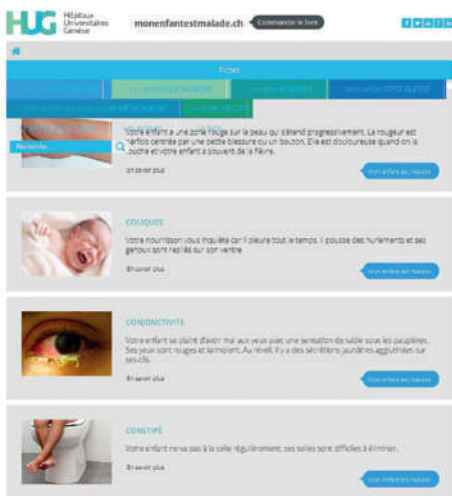 HUG Hôpitaux
Universitaires
Genève
monenfantestmalade.ch Commander le livre
Fiches
Votre enfant a une zone rouge sur la peau qui s'étend progressivement. La rougeur est
parfois centrée par une petite blessure ou un bouton. Elle est douloureuse quand on la
touche et votre enfant a souvent de la fièvre.
Recherche...
En savoir plus
Mon enfant est malade
COLIQUES
Votre nourrisson vous inquiète car il pleure tout le temps. Il pousse des hurlements et ses
genoux sont repliés sur son ventre
En savoir plus
Mon enfant est malade
CONJONCTIVITE
Votre enfant se plaint d'avoir mal aux yeux avec une sensation de sable sous les paupières.
Ses yeux sont rouges et larmoient. Au réveil, il y a des sécrétions jaunâtres agglutinées sur
ses cils.
En savoir plus
Mon enfant est malade
CONSTIPÉ
Votre enfant ne va pas à la selle régulièrement, ses selles sont difficiles à éliminer.
En savoir plus
Mon enfant est malade